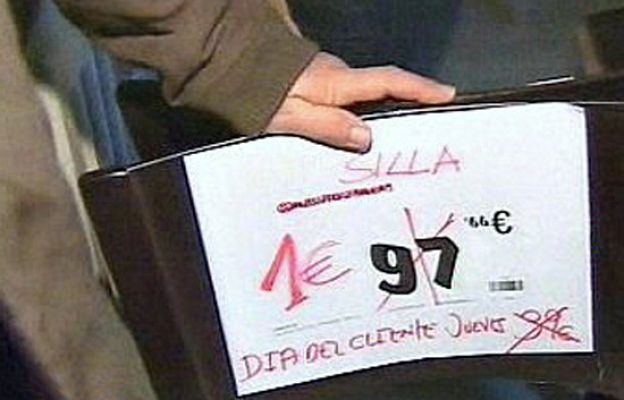 SILLA
1€ 97'66€
DIA DEL CLIENTE JUEVES